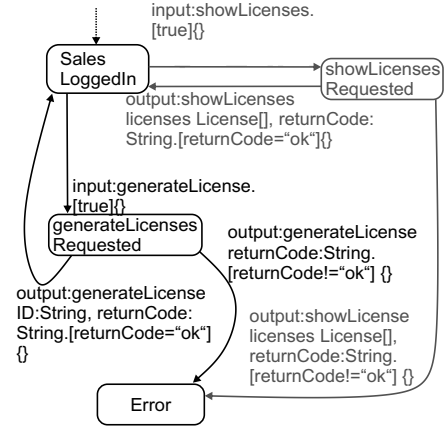 input:showLicenses.
[true]{}
Sales
LoggedIn
showLicenses
Requested
output:showLicenses
licenses License[], returnCode:
String.[returnCode=“ok“]{}
input:generateLicense.
[true]{}
generateLicenses
Requested
output:generateLicense
returnCode:String.
[returnCode!=“ok“] {}
output:generateLicense
ID:String, returnCode:
String.[returnCode=“ok“]
{}
output:showLicense
licenses License[],
returnCode:String.
[returnCode!=“ok“] {}
Error